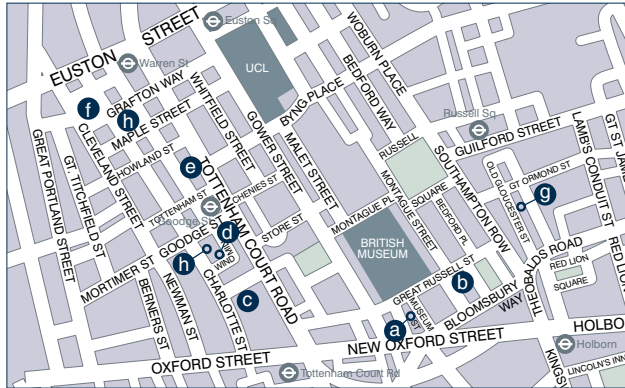 EUSTON STREET
Euston Sq
Warren St
UCL
WOBURN PLACE
BYNG PLACE
BEDFORD WAY
GRAFTON WAY
MAPLE STREET
WHITFIELD STREET
GOWER STREET
MALET STREET
Russell Sq
GUILFORD STREET
RUSSELL
SQUARE
f
h
e
CLEVELAND STREET
GREAT PORTLAND STREET
GT. TITCHFIELD ST
HOWLAND ST
TOTTENHAM ST
CHENIES ST
Goodge St
GOODGE ST
TOTTENHAM COURT ROAD
STORE ST
MONTAGUE PL
MONTAGUE STREET
BEDFORD PL
SOUTHAMPTON ROW
OLD GLOUCESTER ST
GT ORMOND ST
LAMB'S CONDUIT ST
GT ST JAM
g
d
h
WIND
MORTIMER ST
BERNERS ST
NEWMAN ST
CHARLOTTE ST
c
BRITISH
MUSEUM
GREAT RUSSELL ST
b
MUSEUM
ST
a
BLOOMSBURY
WAY
THEOBALDS ROAD
RED LION
SQUARE
RED LION
OXFORD STREET
NEW OXFORD STREET
HOLBO
Holborn
KINGS
LINCOLN'S INN
Tottenham Court Rd